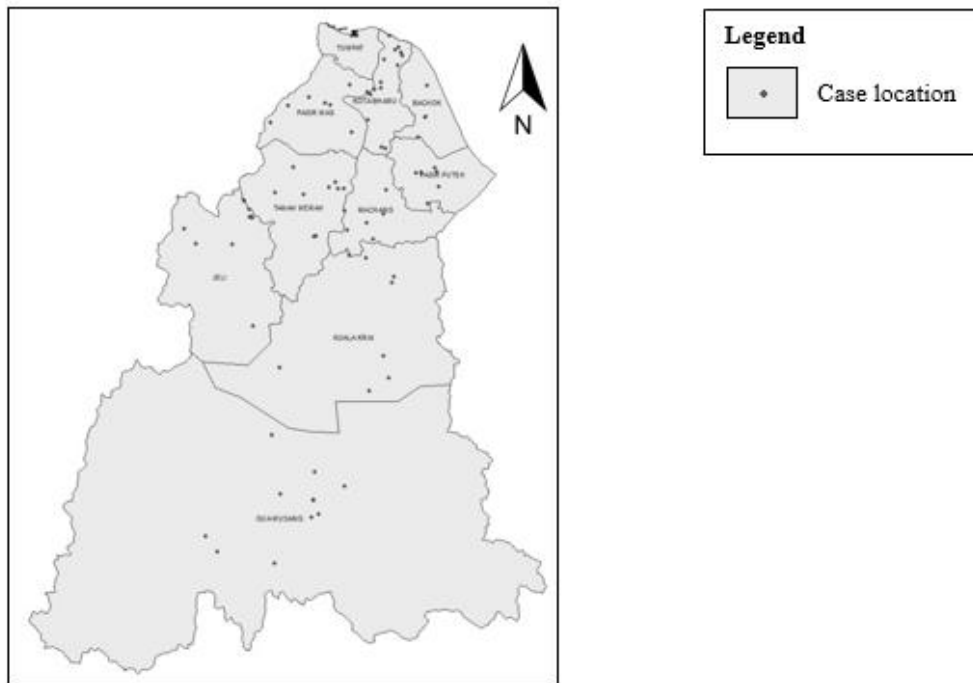 Legend
Case location
N
TUMPAT
KOTA BHARU
BACHOK
PASIR MAS
PASIR PUTEH
TANAH MERAH
MACHANG
JELI
KUALA KRAI
GUA MUSANG